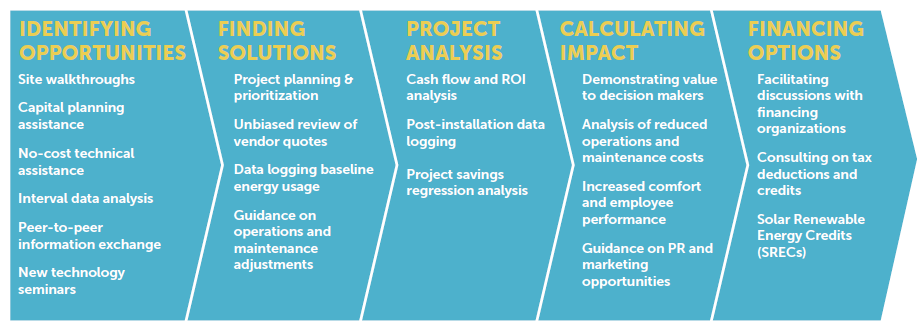 IDENTIFYING
OPPORTUNITIES
Site walkthroughs
Capital planning
assistance
No-cost technical
assistance
Interval data analysis
Peer-to-peer
information exchange
New technology
seminars
FINDING
SOLUTIONS
Project planning &
prioritization
Unbiased review of
vendor quotes
Data logging baseline
energy usage
Guidance on
operations and
maintenance
adjustments
PROJECT
ANALYSIS
Cash flow and ROI
analysis
Post-installation data
logging
Project savings
regression analysis
CALCULATING
IMPACT
Demonstrating value
to decision makers
Analysis of reduced
operations and
maintenance costs
Increased comfort
and employee
performance
Guidance on PR and
marketing
opportunities
FINANCING
OPTIONS
Facilitating
discussions with
financing
organizations
Consulting on tax
deductions and
credits
Solar Renewable
Energy Credits
(SRECs)